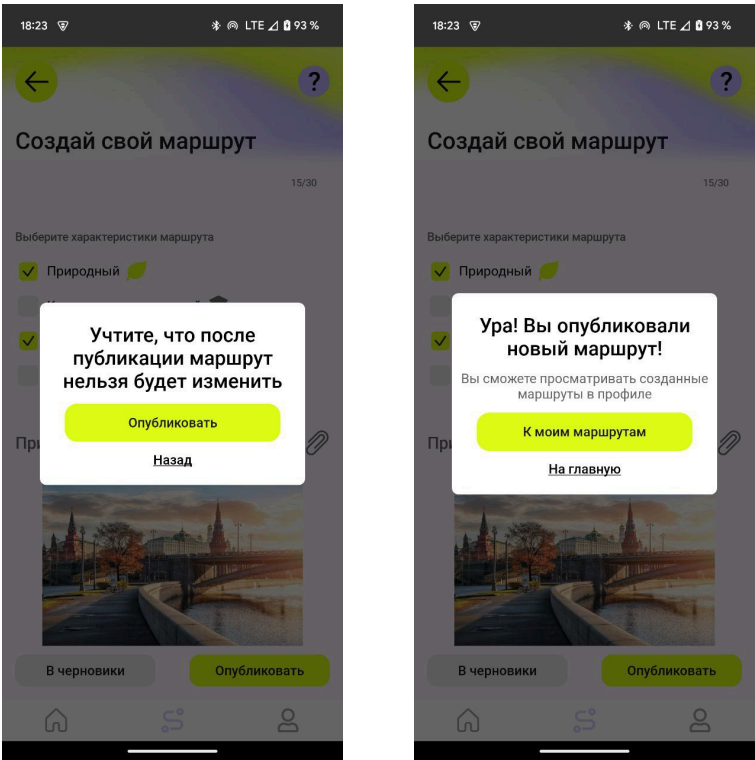 18:23
LTE
93 %
?
Создай свой маршрут
15/30
Выберите характеристики маршрута
Природный
Учтите, что после
публикации маршрут
нельзя будет изменить
Опубликовать
Назад
В черновики
Опубликовать
18:23
LTE
93 %
?
Создай свой маршрут
15/30
Выберите характеристики маршрута
Природный
Ура! Вы опубликовали
новый маршрут!
Вы сможете просматривать созданные
маршруты в профиле
К моим маршрутам
На главную
В черновики
Опубликовать